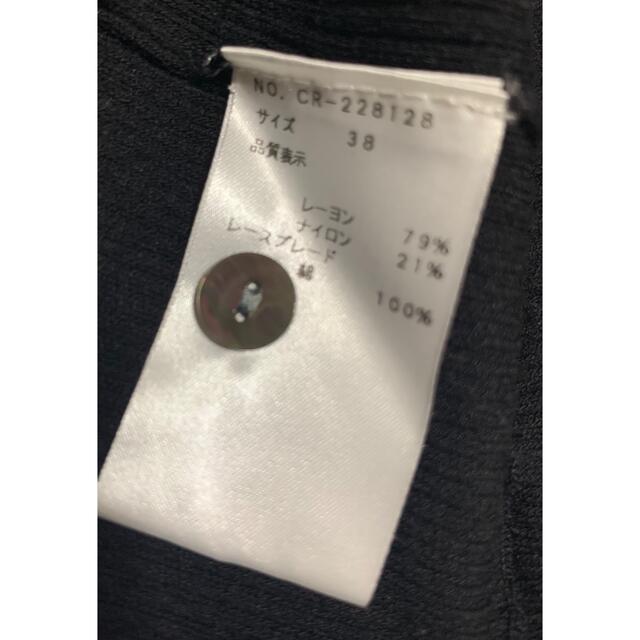 NO. CR-228128
サイズ 38
品質表示
レーヨン 79%
ナイロン 21%
レースブレード
綿 100%